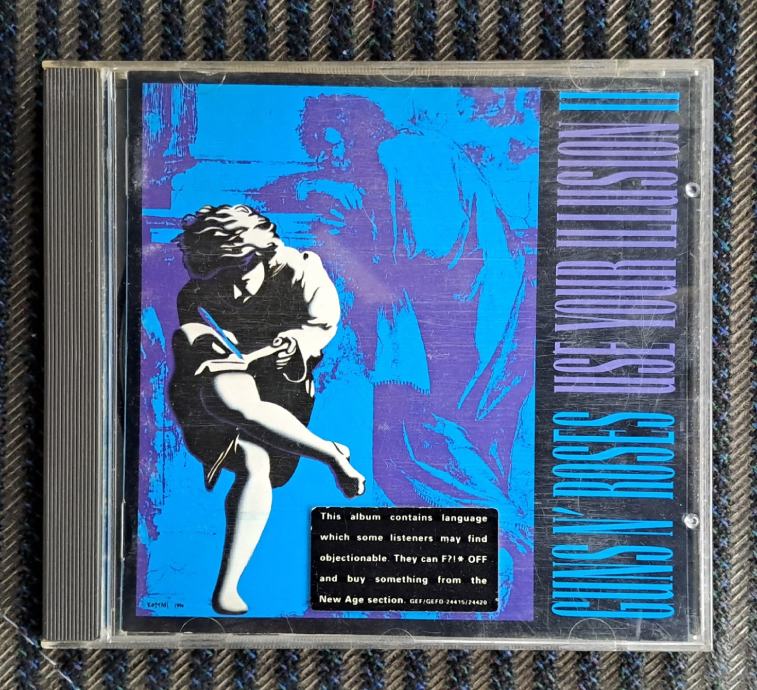 GUNS N' ROSES USE YOUR ILLUSION II
This album contains language
which some listeners may find
objectionable. They can F?!* OFF
and buy something from the
New Age section. GEF/GEFD-24415/24420